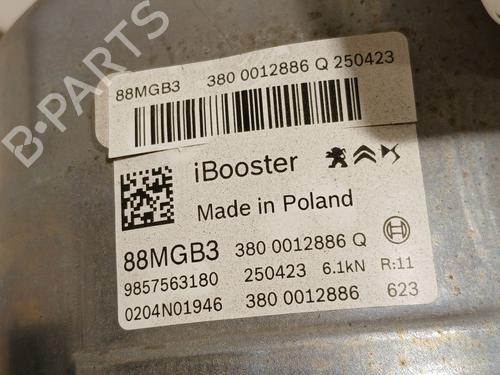 88MGB3 380 0012886 Q 250423
iBooster
Made in Poland
88MGB3 380 0012886 Q
9857563180 250423 6.1kN R:11
0204N01946 380 0012886 623
B-PARTS